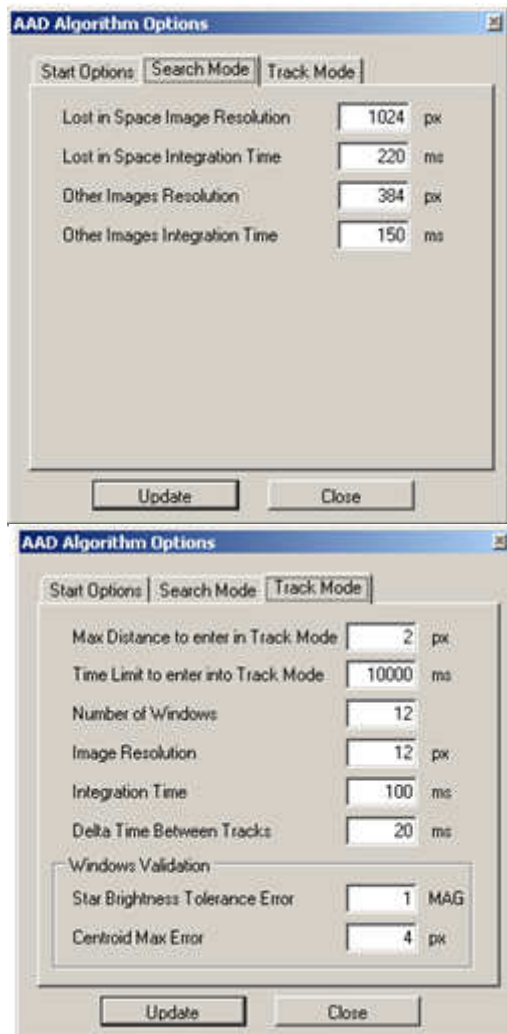 AAD Algorithm Options
Start Options Search Mode Track Mode
Lost in Space Image Resolution 1024 px
Lost in Space Integration Time 220 ms
Other Images Resolution 384 px
Other Images Integration Time 150 ms
Update Close
AAD Algorithm Options
Start Options Search Mode Track Mode
Max Distance to enter in Track Mode 2 px
Time Limit to enter into Track Mode 10000 ms
Number of Windows 12
Image Resolution 12 px
Integration Time 100 ms
Delta Time Between Tracks 20 ms
Windows Validation
Star Brightness Tolerance Error 1 MAG
Centroid Max Error 4 px
Update Close